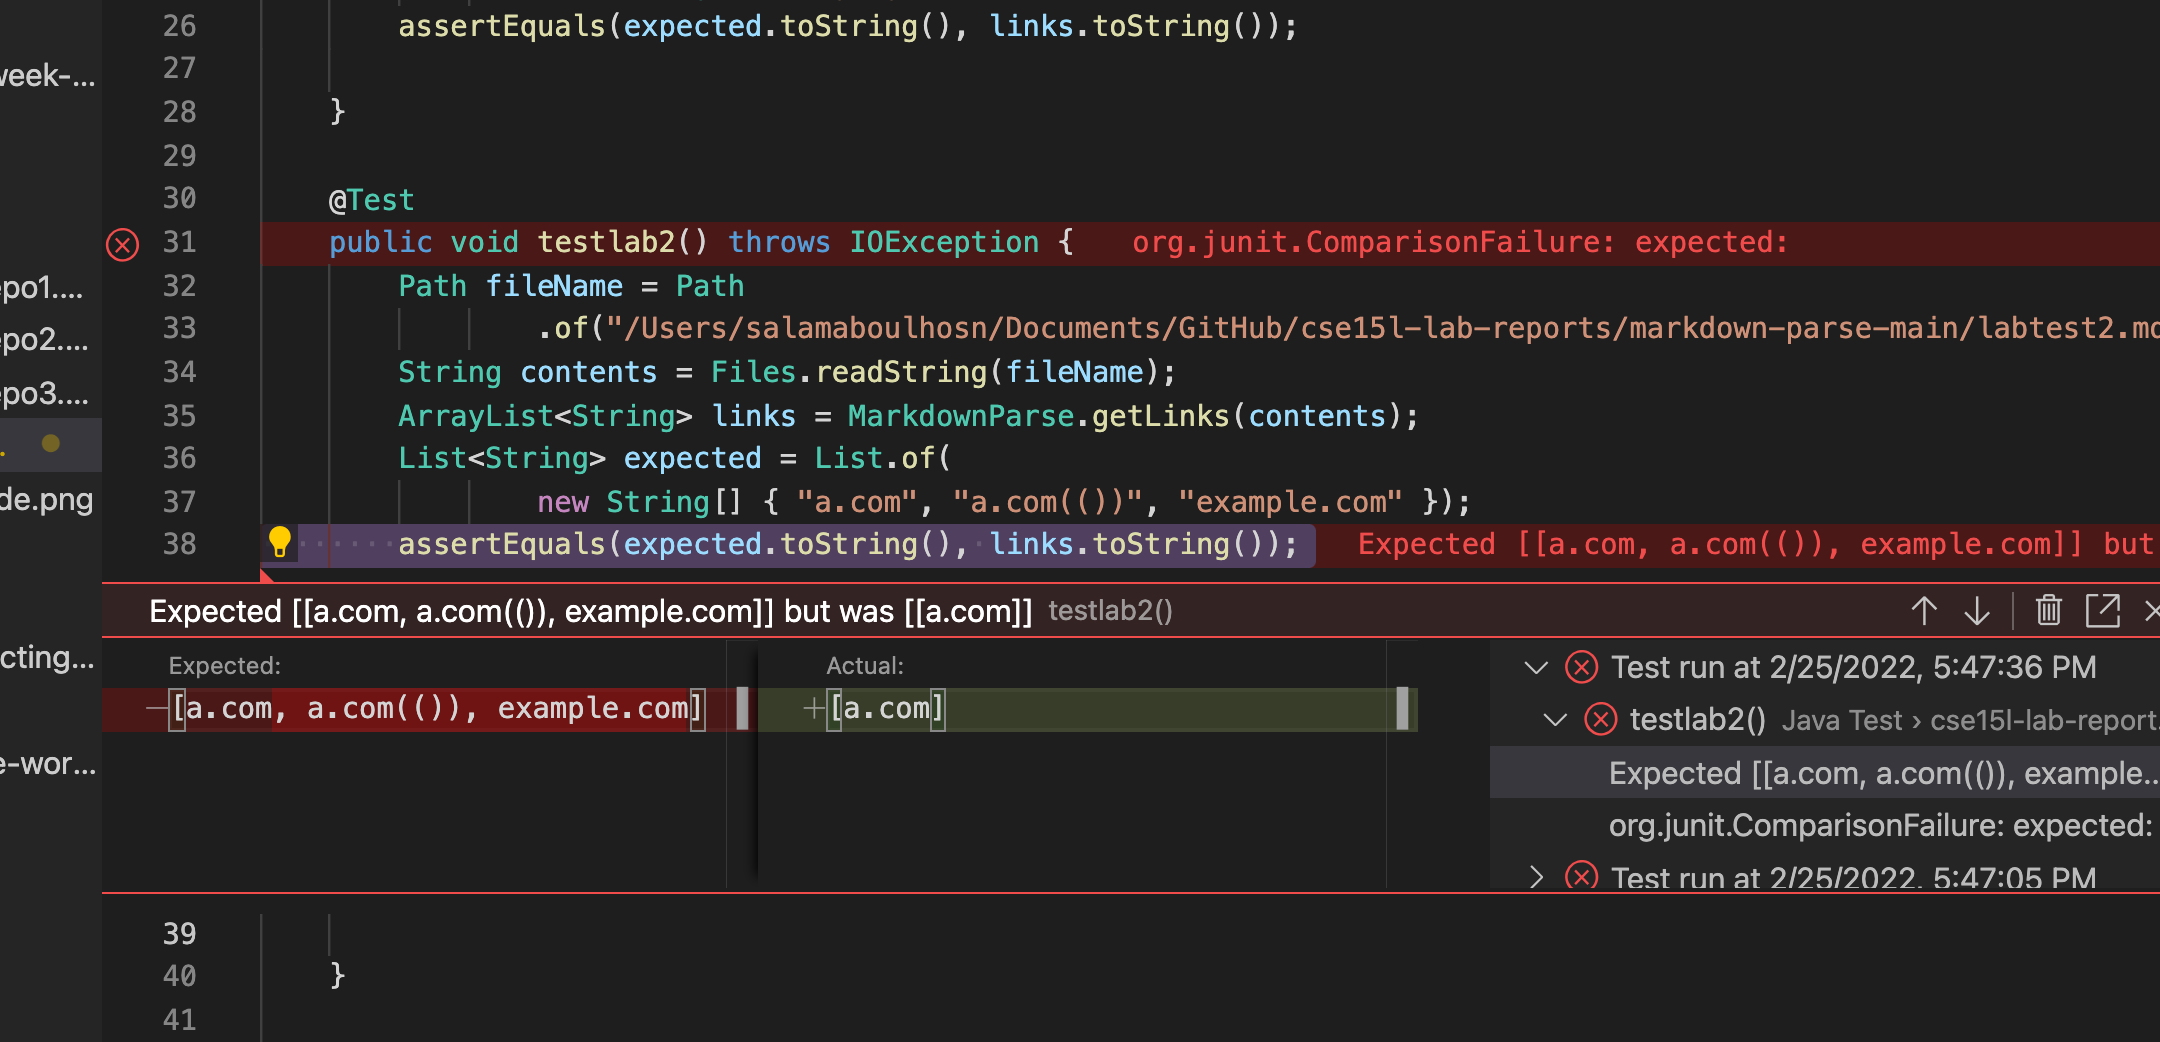 26 assertEquals(expected.toString(), links.toString());
week-...
27
28 }
29
30 @Test
31 public void testlab2() throws IOException { org.junit.ComparisonFailure: expected:
po1....
32 Path fileName = Path
33 .of("/Users/salamaboulhosn/Documents/GitHub/cse15l-lab-reports/markdown-parse-main/labtest2.md
po2....
34 String contents = Files.readString(fileName);
po3....
35 ArrayList<String> links = MarkdownParse.getLinks(contents);
36 List<String> expected = List.of(
37 new String[] { "a.com", "a.com(())", "example.com" });
de.png
38 assertEquals(expected.toString(), links.toString()); Expected [[a.com, a.com(()), example.com]] but
Expected [[a.com, a.com(()), example.com]] but was [[a.com]] testlab2()
cting...
Expected:
—[a.com, a.com(()), example.com]
Actual:
+[a.com]
Test run at 2/25/2022, 5:47:36 PM
testlab2() Java Test › cse15l-lab-report
Expected [[a.com, a.com(()), example...
org.junit.ComparisonFailure: expected:
Test run at 2/25/2022, 5:47:05 PM
e-wor...
39
40 }
41